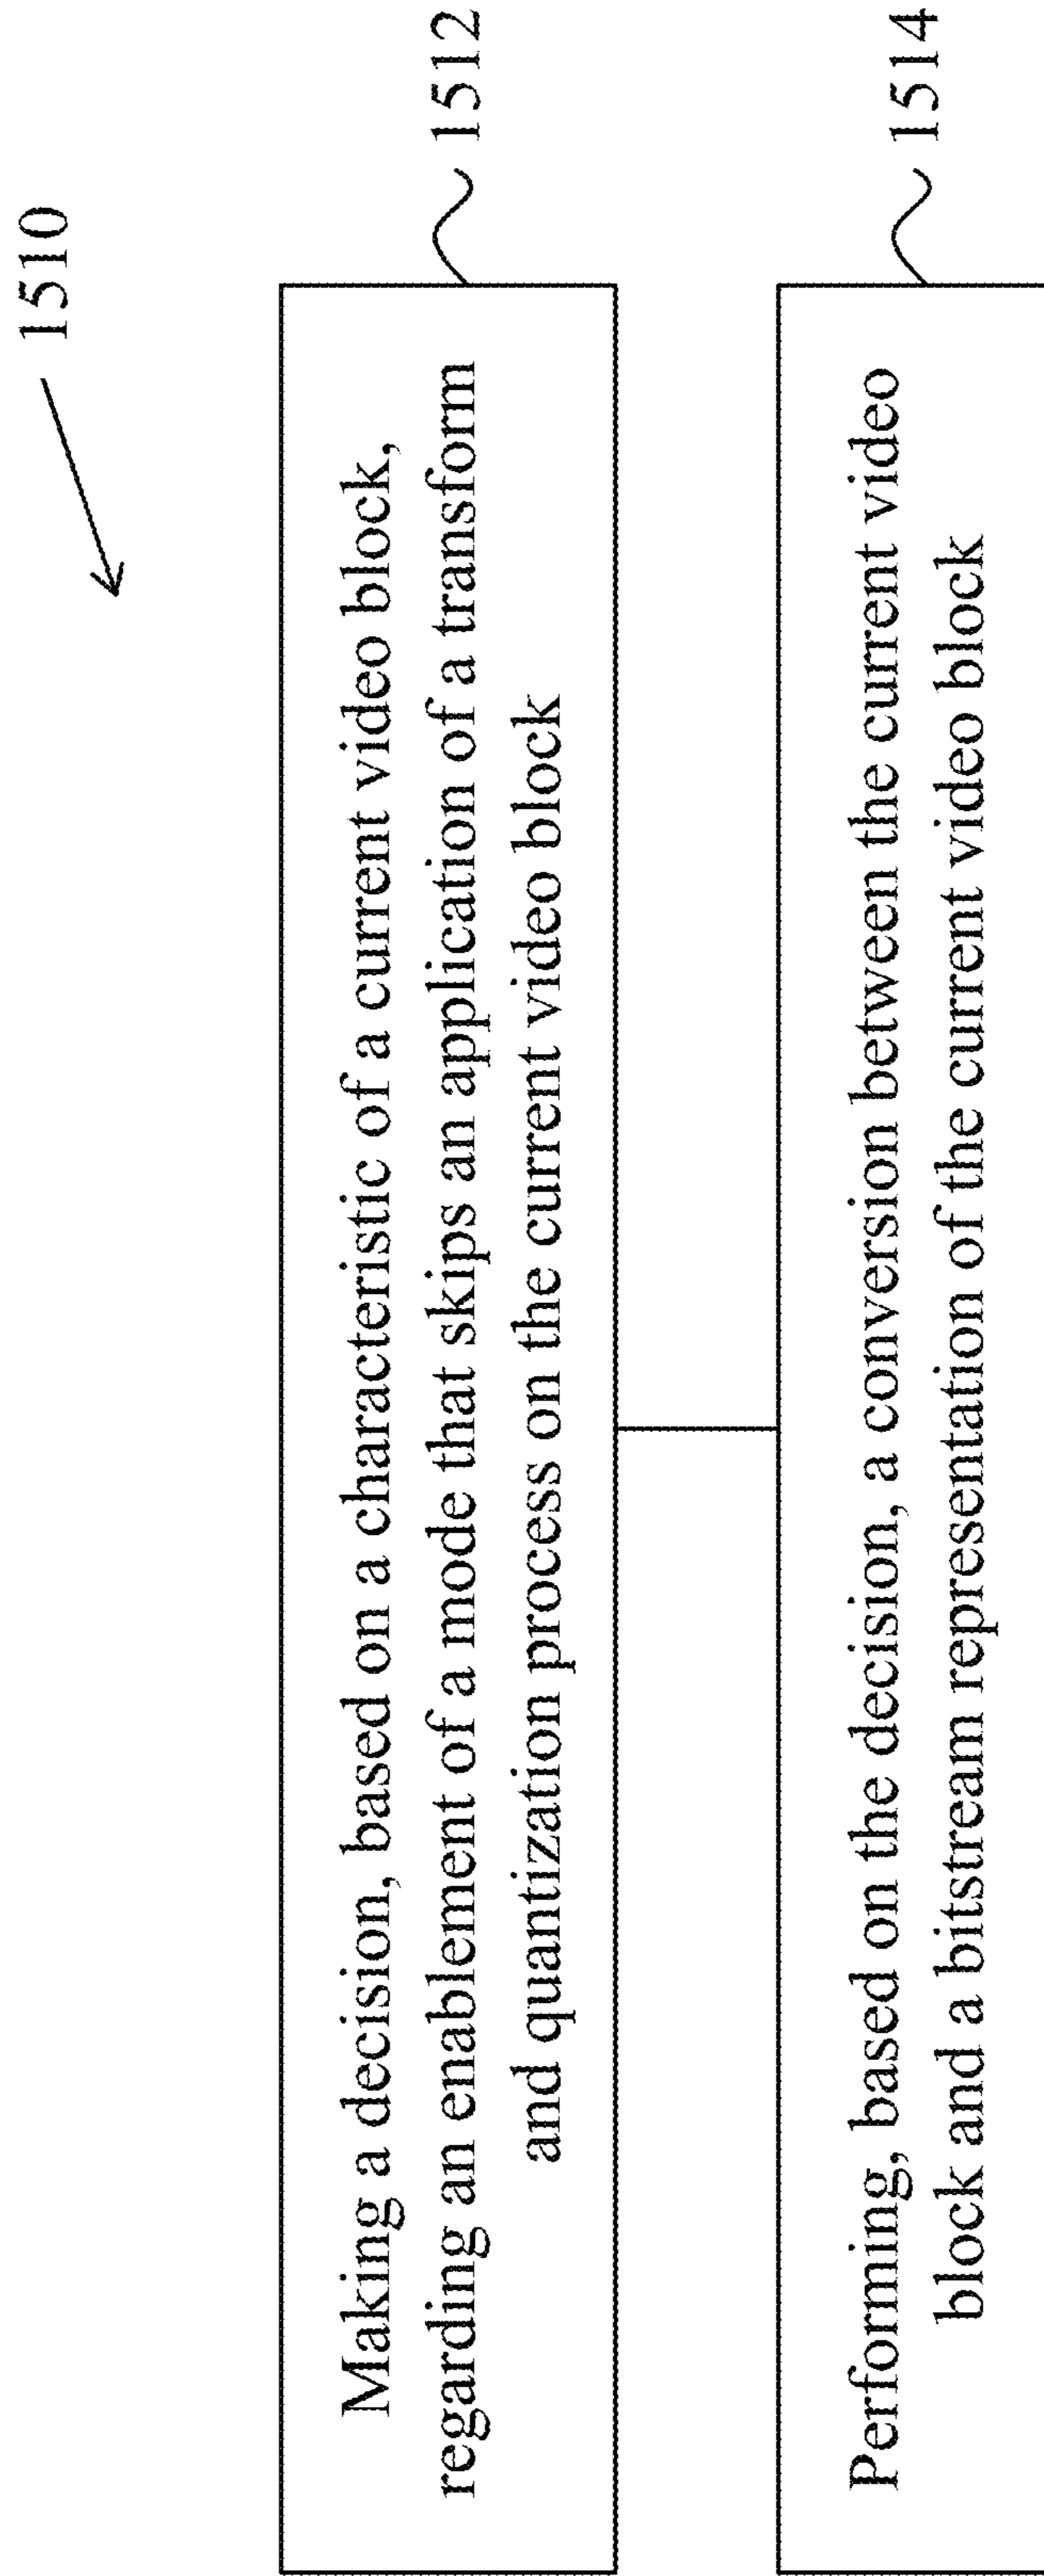 1510
Making a decision, based on a characteristic of a current video block,
regarding an enablement of a mode that skips an application of a transform
and quantization process on the current video block
1512
Performing, based on the decision, a conversion between the current video
block and a bitstream representation of the current video block
1514